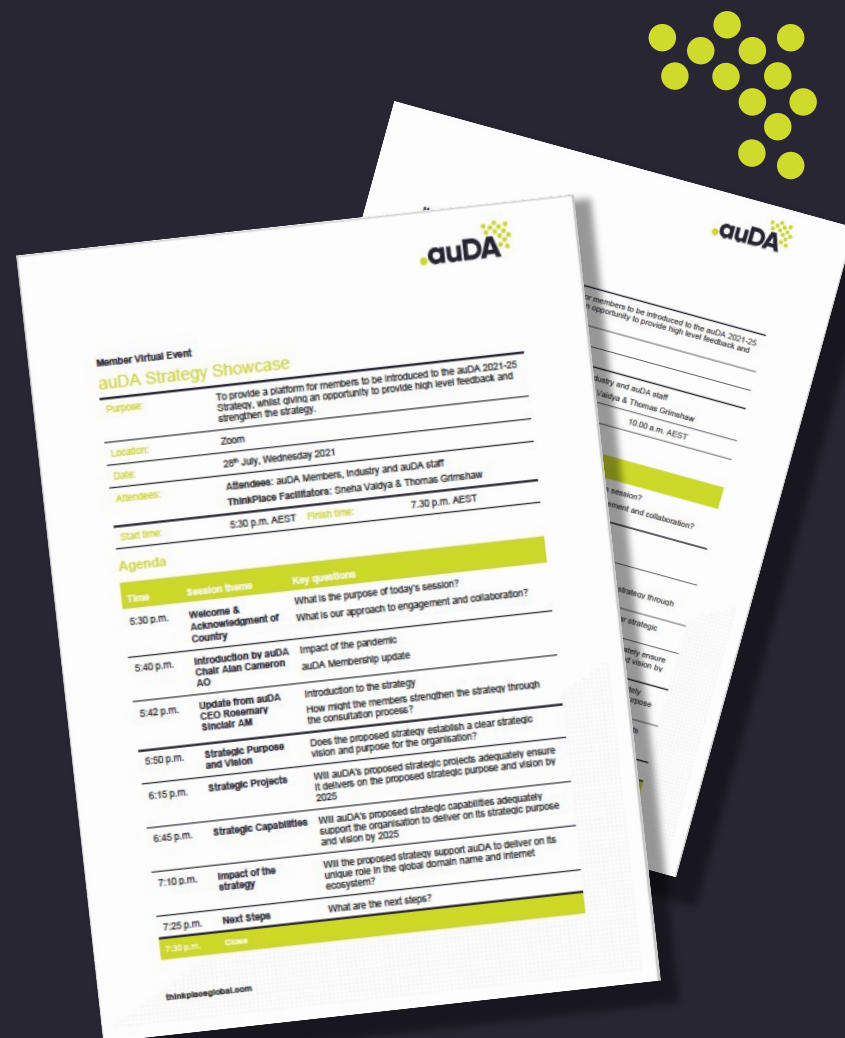 .auDA
Member Virtual Event
auDA Strategy Showcase
Purpose:
To provide a platform for members to be introduced to the auDA 2021-25
Strategy, whilst giving an opportunity to provide high level feedback and
strengthen the strategy.
Location:
Zoom
Date:
28th July, Wednesday 2021
Attendees:
Attendees: auDA Members, Industry and auDA staff
ThinkPlace Facilitators: Sneha Vaidya & Thomas Grimshaw
Start time:
5:30 p.m. AEST Finish time: 7.30 p.m. AEST
Agenda
Time Session theme Key questions
5:30 p.m.
Welcome &
Acknowledgment of
Country
What is the purpose of today's session?
What is our approach to engagement and collaboration?
5:40 p.m.
Introduction by auDA
Chair Alan Cameron
AO
Impact of the pandemic
auDA Membership update
5:42 p.m.
Update from auDA
CEO Rosemary
Sinclair AM
Introduction to the strategy
How might the members strengthen the strategy through
the consultation process?
5:50 p.m.
Strategic Purpose
and Vision
Does the proposed strategy establish a clear strategic
vision and purpose for the organisation?
6:15 p.m.
Strategic Projects
Will auDA's proposed strategic projects adequately ensure
it delivers on the proposed strategic purpose and vision by
2025
6:45 p.m.
Strategic Capabilities
Will auDA's proposed strategic capabilities adequately
support the organisation to deliver on its strategic purpose
and vision by 2025
7:10 p.m.
Impact of the
strategy
Will the proposed strategy support auDA to deliver on its
unique role in the global domain name and internet
ecosystem?
7:25 p.m.
Next Steps
What are the next steps?
7:30 p.m. Close
thinkplaceglobal.com
.auDA
for members to be introduced to the auDA 2021-25
opportunity to provide high level feedback and
and auDA staff
Vaidya & Thomas Grimshaw
10.00 a.m. AEST
session?
and collaboration?
strategy through
strategic
ensure
vision by